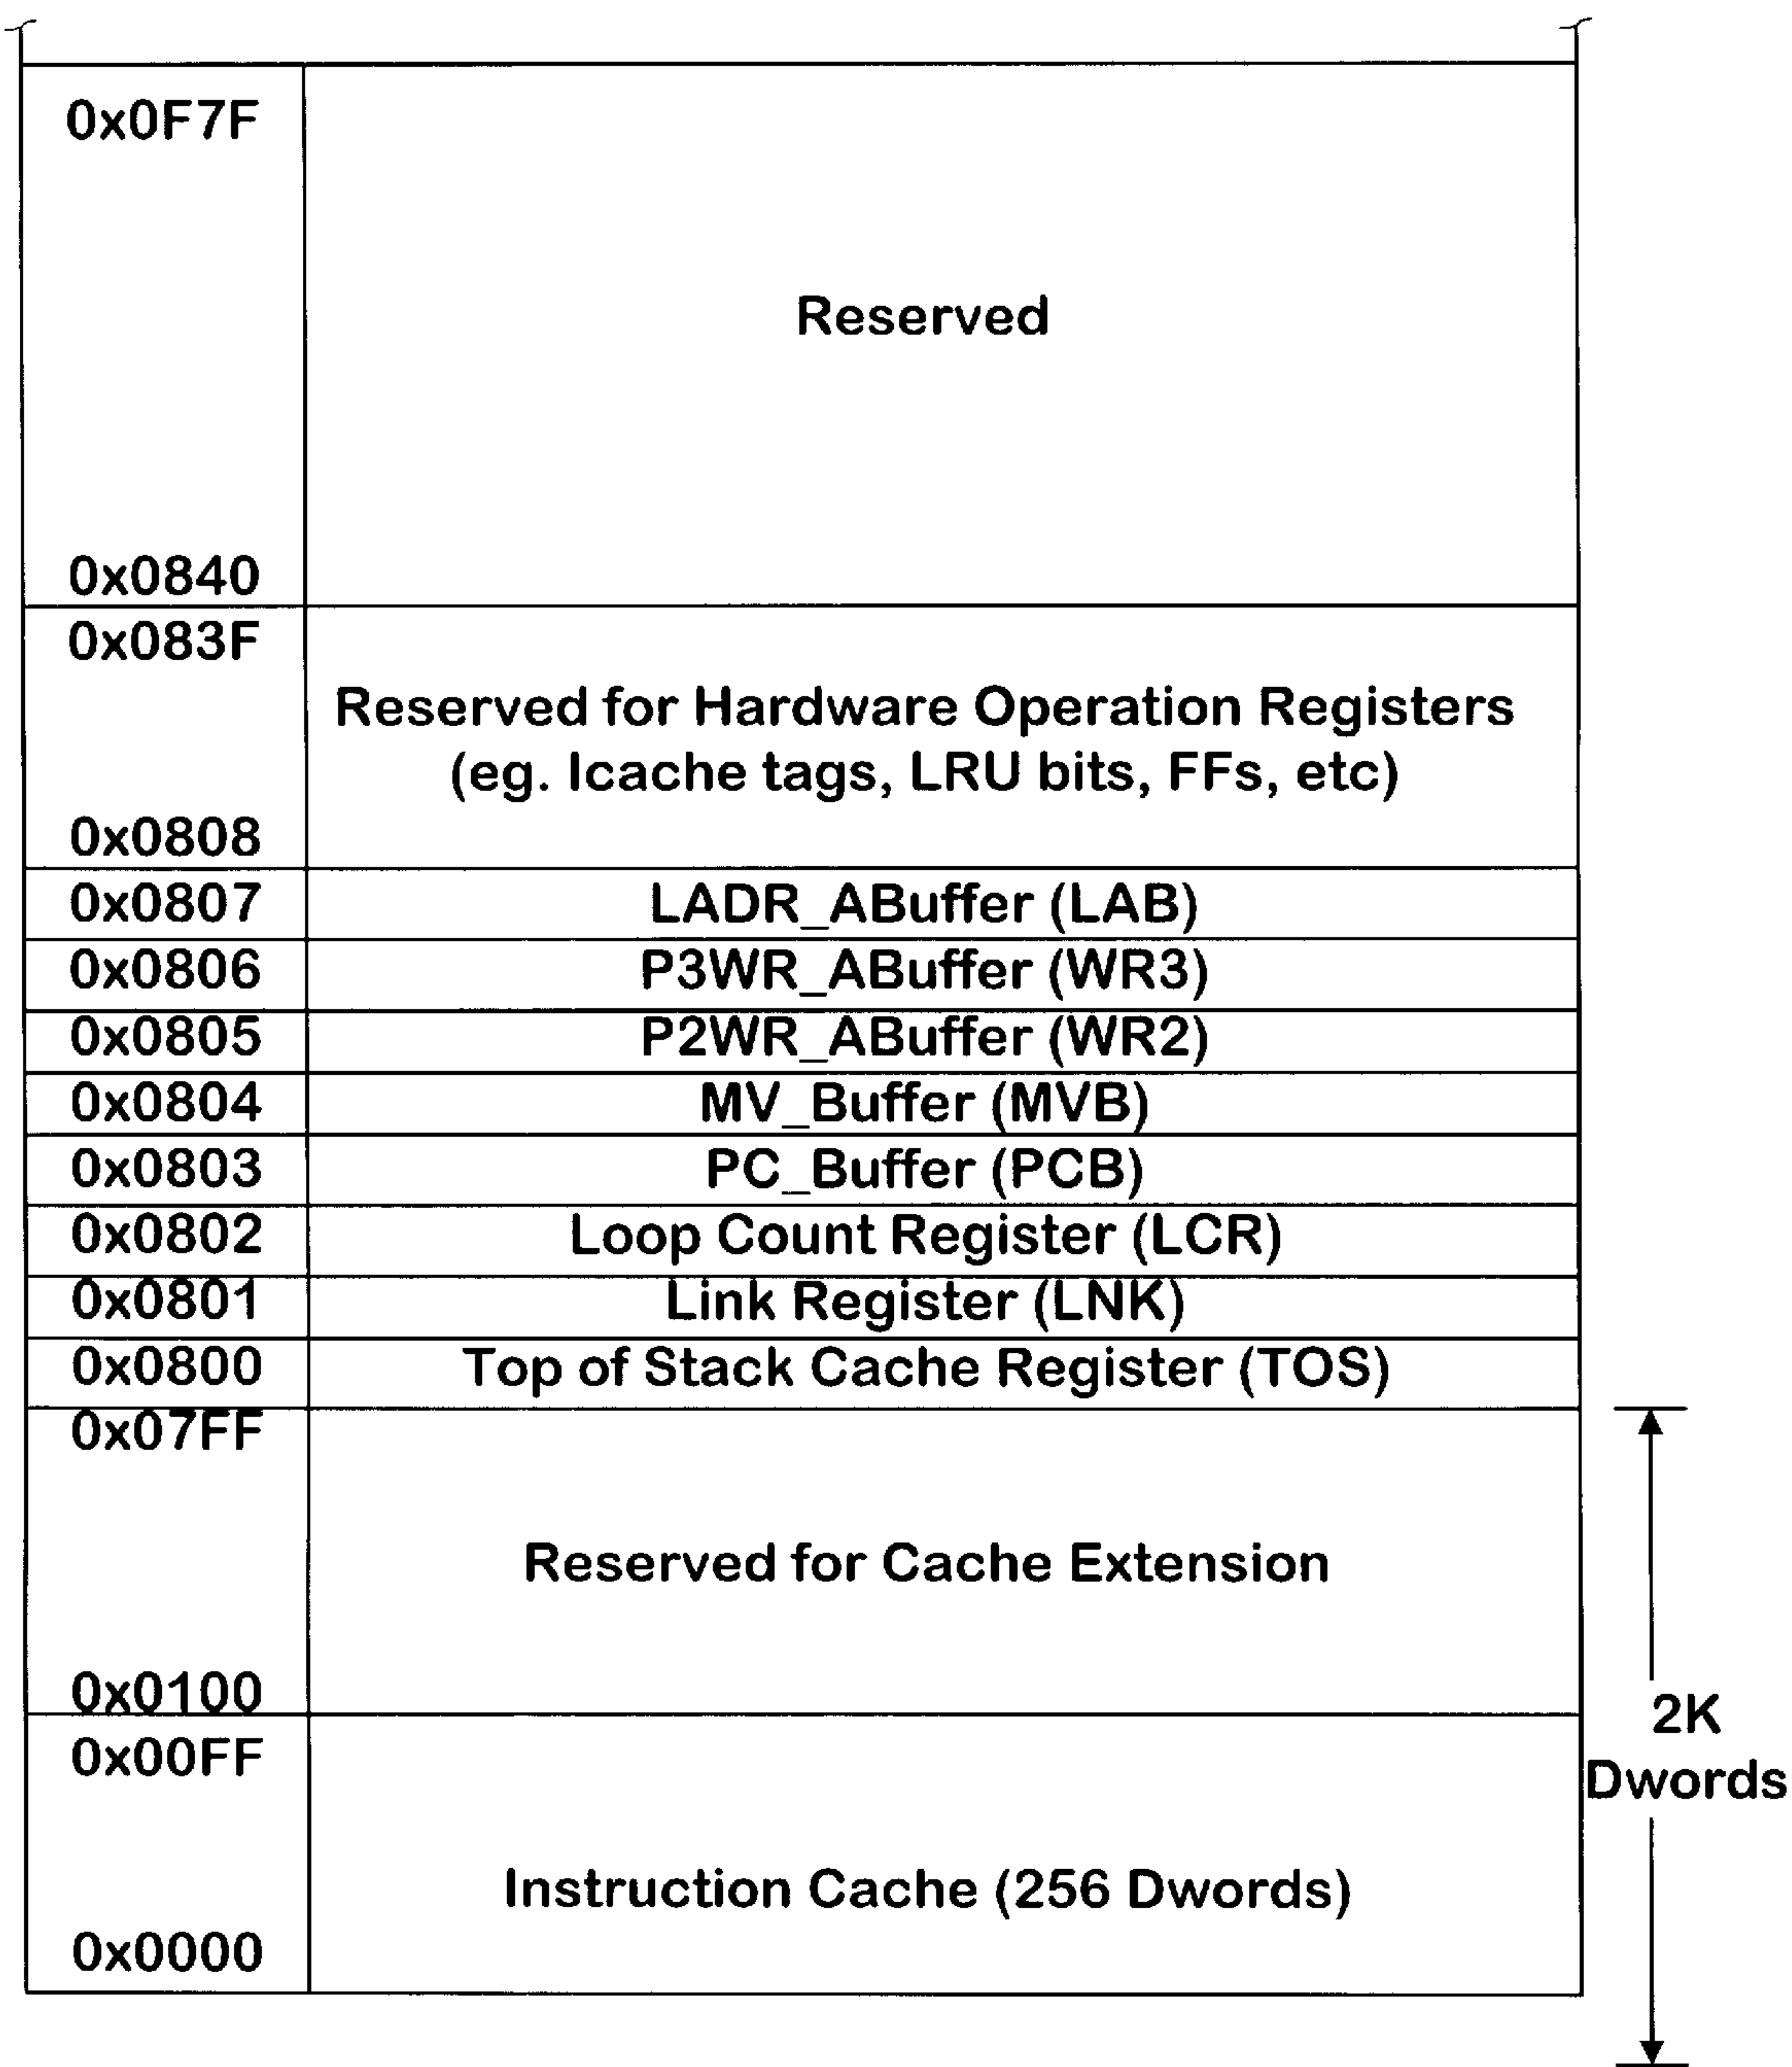 0x0F7F
Reserved
0x0840
0x083F
Reserved for Hardware Operation Registers
(eg. Icache tags, LRU bits, FFs, etc)
0x0808
0x0807 LADR_ABuffer (LAB)
0x0806 P3WR_ABuffer (WR3)
0x0805 P2WR_ABuffer (WR2)
0x0804 MV_Buffer (MVB)
0x0803 PC_Buffer (PCB)
0x0802 Loop Count Register (LCR)
0x0801 Link Register (LNK)
0x0800 Top of Stack Cache Register (TOS)
0x07FF
Reserved for Cache Extension
0x0100
2K
Dwords
0x00FF
Instruction Cache (256 Dwords)
0x0000